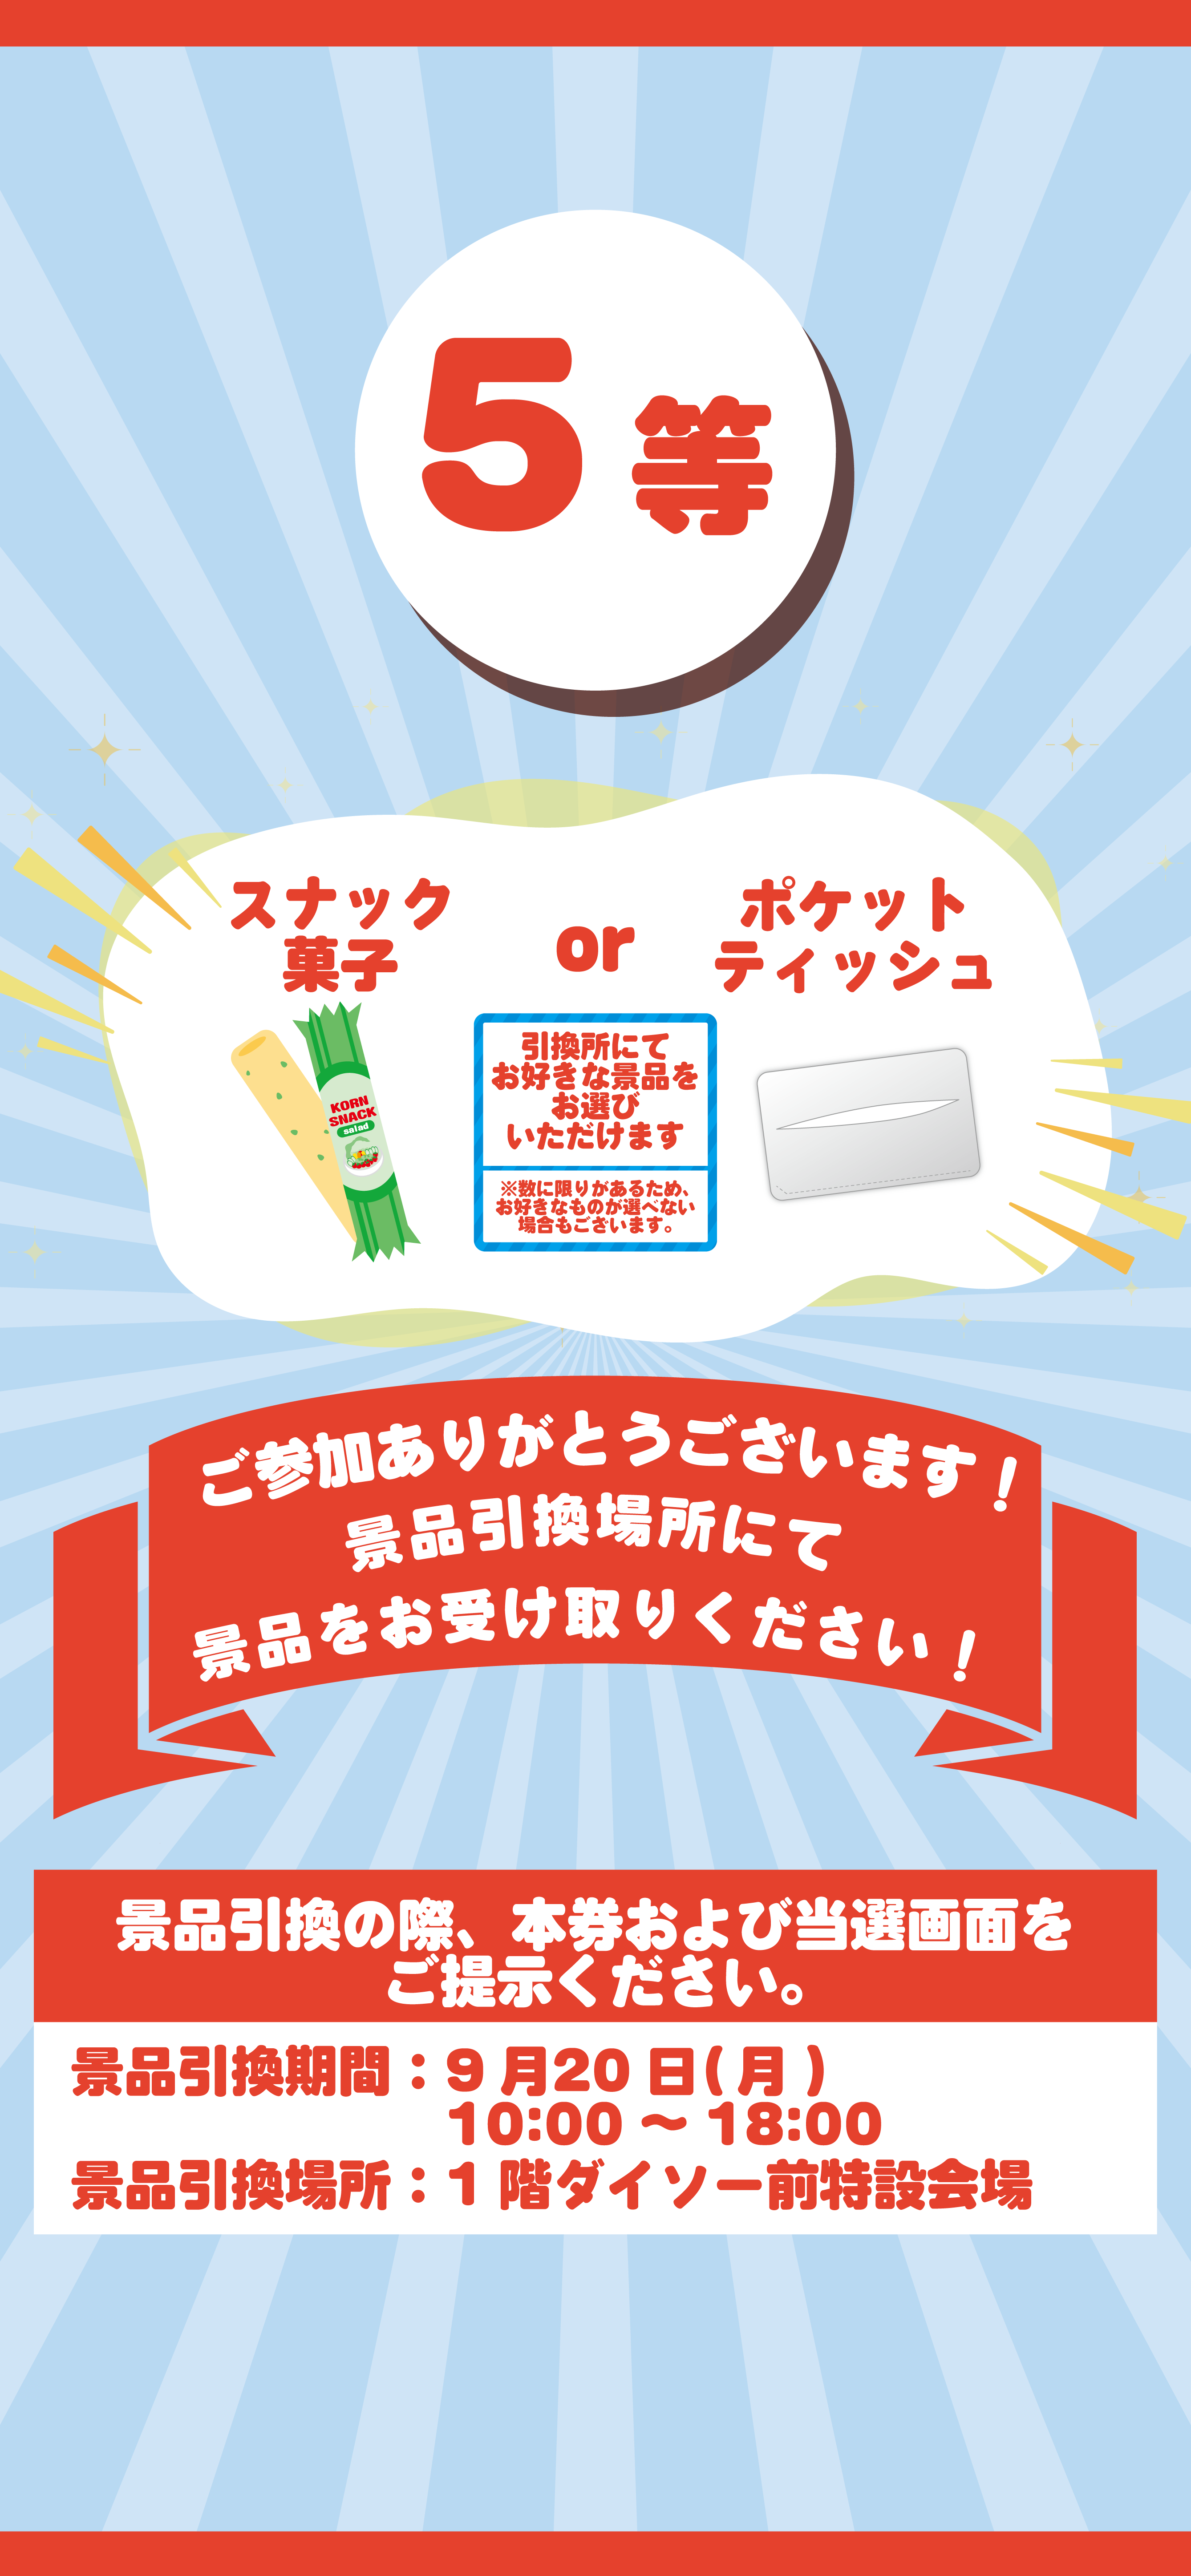 5等
スナック
菓子
or
ポケット
ティッシュ
KORN
SNACK
salad
引換所にて
お好きな景品を
お選び
いただけます
※数に限りがあるため、
お好きなものが選べない
場合もございます。
ご参加ありがとうございます！
景品引換場所にて
景品をお受け取りください！
景品引換の際、本券および当選画面を
ご提示ください。
景品引換期間：9月20日(月)
10:00～18:00
景品引換場所：1階ダイソー前特設会場